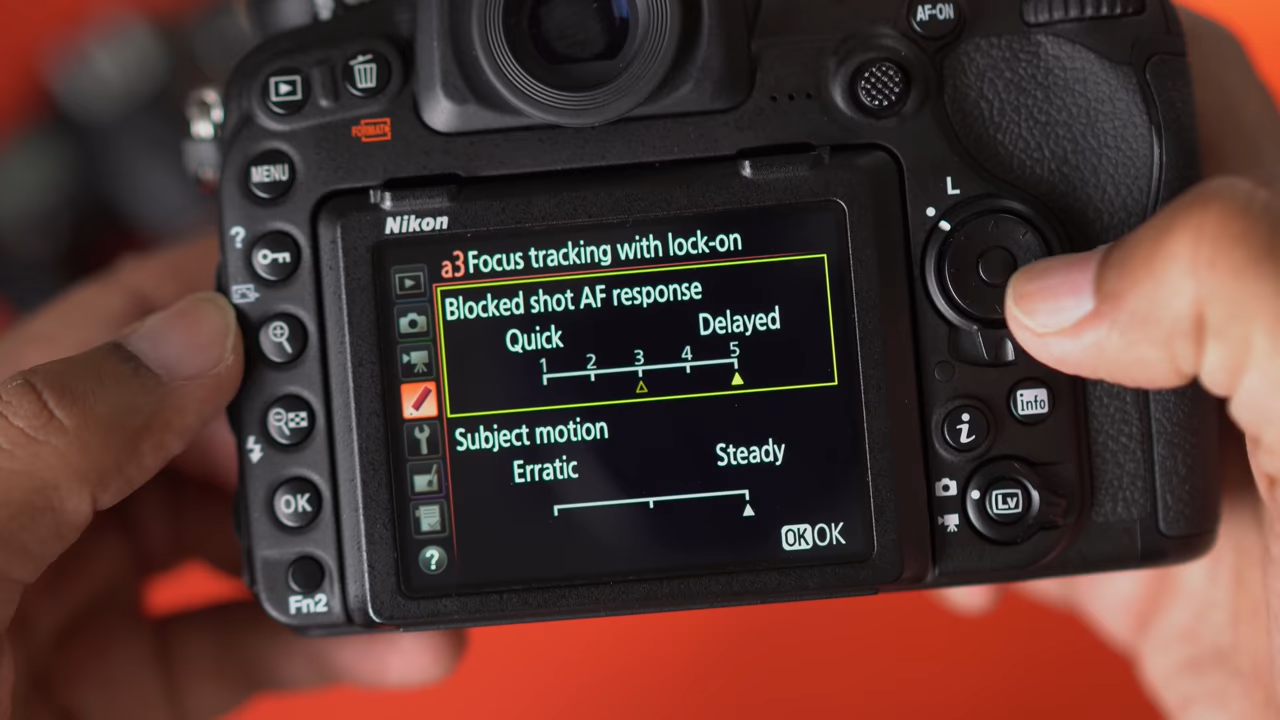 AF-ON
FORMAT
MENU
L
?
Nikon
a3 Focus tracking with lock-on
Blocked shot AF response
Quick
Delayed
1 2 3 4 5
Subject motion
Erratic
Steady
OK OK
?
info
i
OK
Lv
Fn2